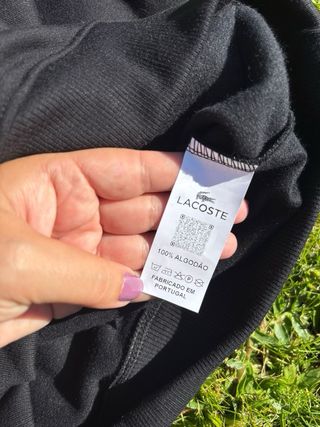 LACOSTE
100% ALGODÃO
FABRICADO EM
PORTUGAL